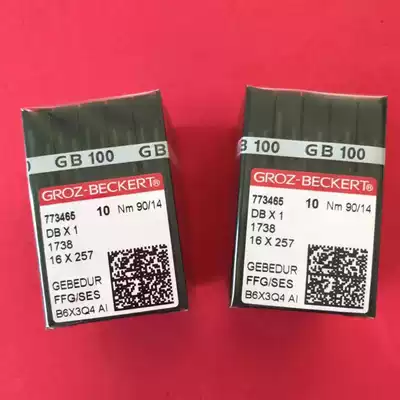 GB 100 GB
GROZ-BECKERT®
773465 10 Nm 90/14
DB X 1
1738
16 X 257
GEBEDUR
FFG/SES
B6X3Q4 AI
GB 100 GB
GROZ-BECKERT®
773465 10 Nm 90/14
DB X 1
1738
16 X 257
GEBEDUR
FFG/SES
B6X3Q4 AI